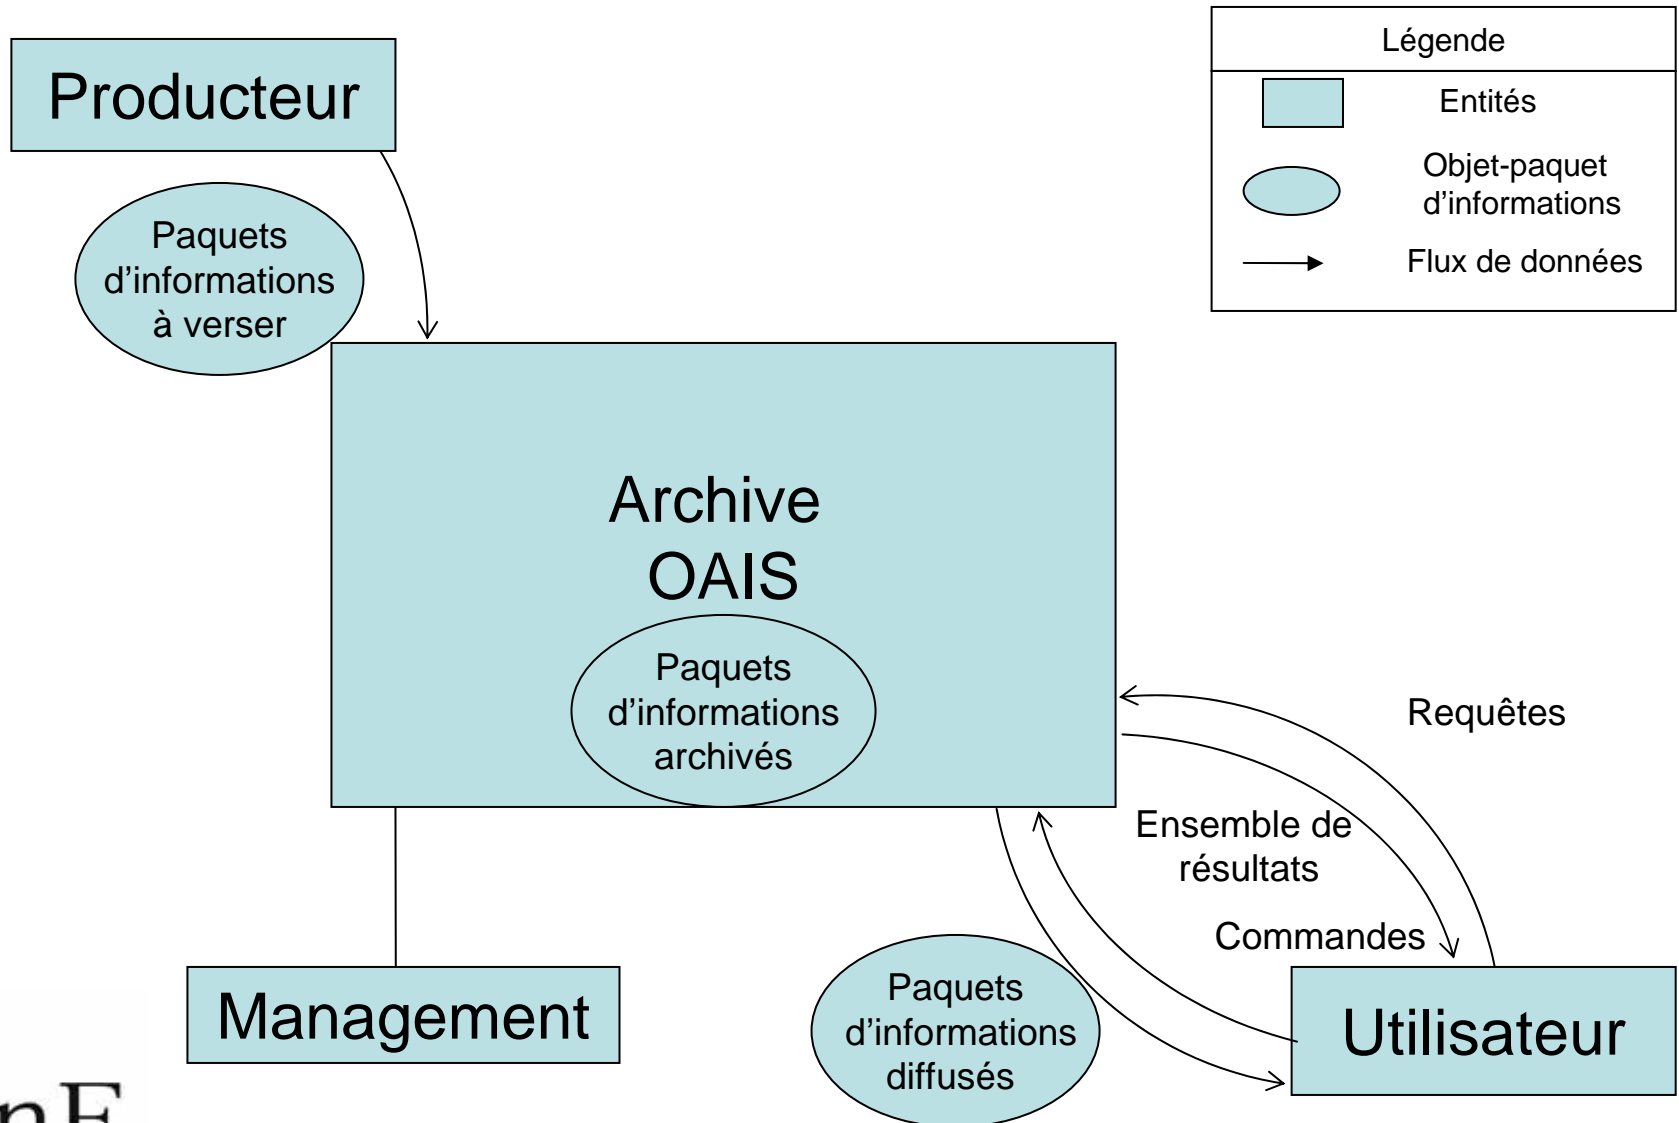 Producteur
Légende
Entités
Objet-paquet
d’informations
Flux de données
Paquets
d’informations
à verser
Archive
OAIS
Paquets
d’informations
archivés
Requêtes
Ensemble de
résultats
Commandes
Management
Paquets
d’informations
diffusés
Utilisateur